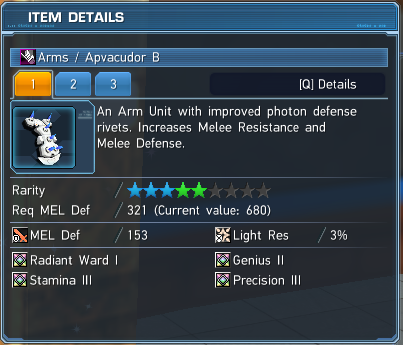 ITEM DETAILS
Arms / Apvacudor B
1 2 3 [Q] Details
An Arm Unit with improved photon defense
rivets. Increases Melee Resistance and
Melee Defense.
Rarity /
Req MEL Def / 321 (Current value: 680)
MEL Def / 153 Light Res / 3%
Radiant Ward I Genius II
Stamina III Precision III